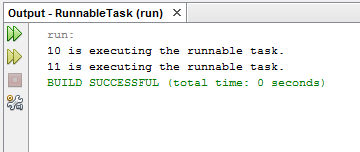 Output - RunnableTask (run)
run:
10 is executing the runnable task.
11 is executing the runnable task.
BUILD SUCCESSFUL (total time: 0 seconds)